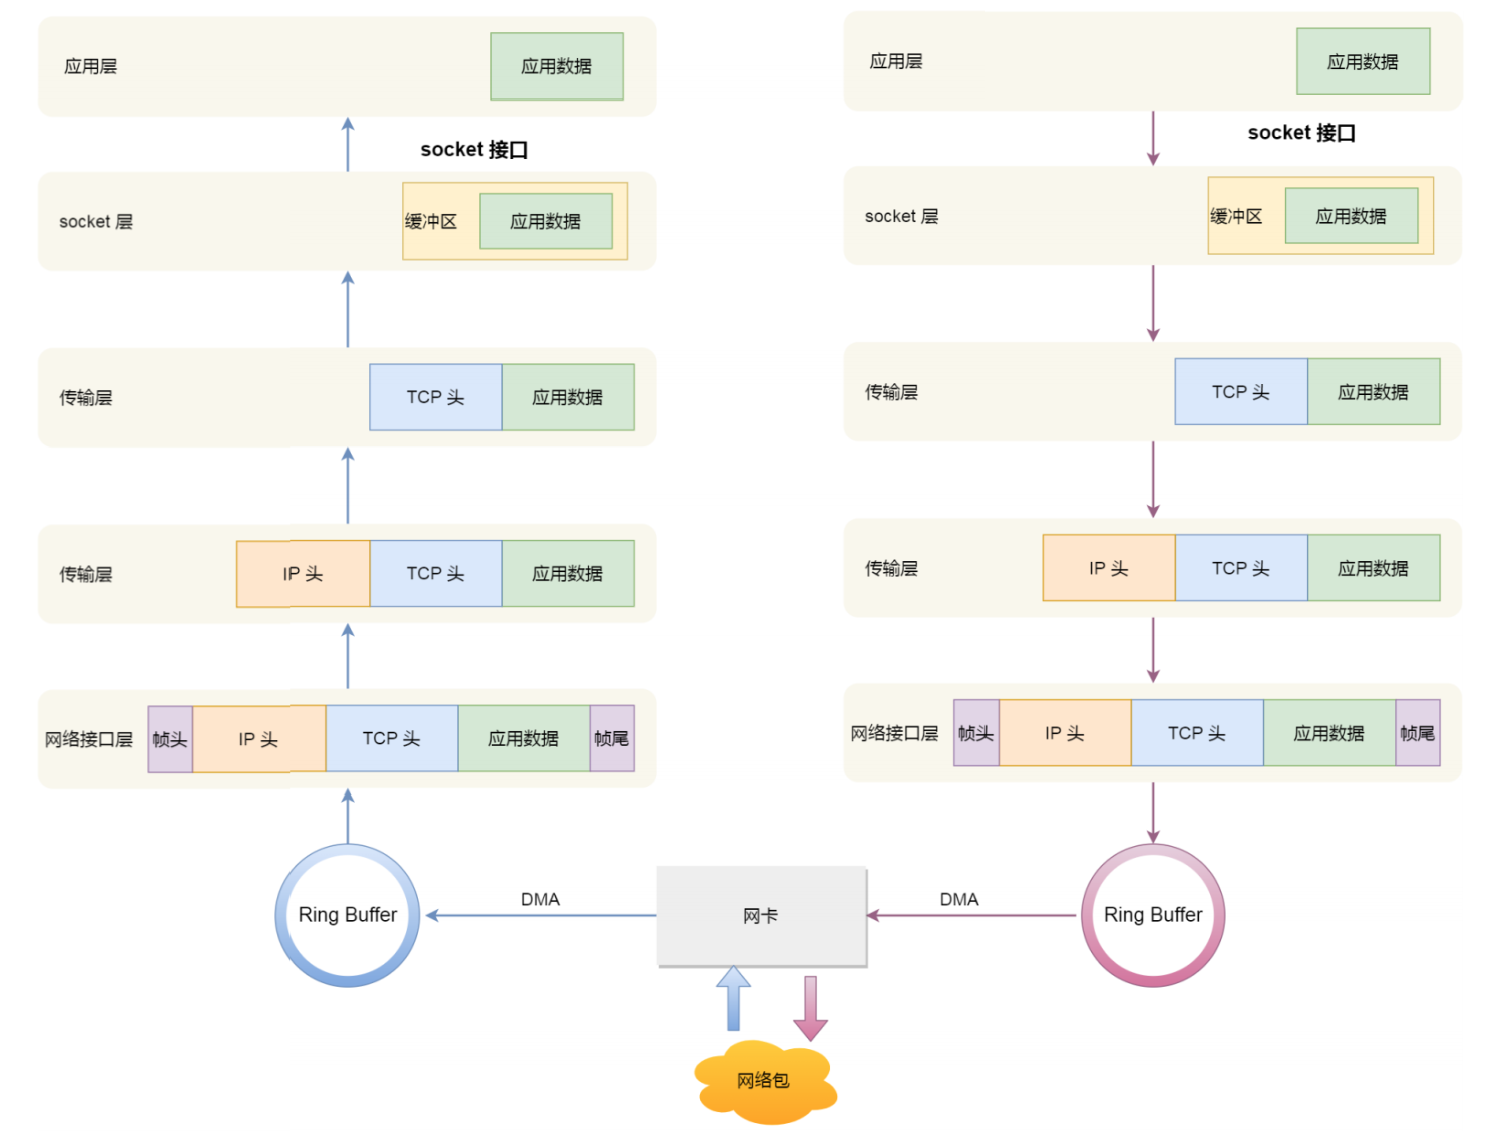 应用层
应用数据
socket 接口
socket 层
缓冲区
应用数据
传输层
TCP 头
应用数据
传输层
IP 头
TCP 头
应用数据
网络接口层
帧头
IP 头
TCP 头
应用数据
帧尾
Ring Buffer
DMA
网卡
网络包
应用层
应用数据
socket 接口
socket 层
缓冲区
应用数据
传输层
TCP 头
应用数据
传输层
IP 头
TCP 头
应用数据
网络接口层
帧头
IP 头
TCP 头
应用数据
帧尾
DMA
Ring Buffer